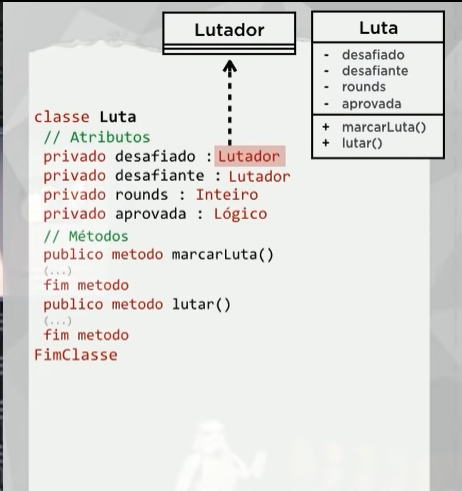 Lutador
Luta
- desafiado
- desafiante
- rounds
- aprovada
+ marcarLuta()
+ lutar()
classe Luta
// Atributos
privado desafiado : Lutador
privado desafiante : Lutador
privado rounds : Inteiro
privado aprovada : Lógico
// Métodos
publico metodo marcarLuta()
(...)
fim metodo
publico metodo lutar()
(...)
fim metodo
FimClasse